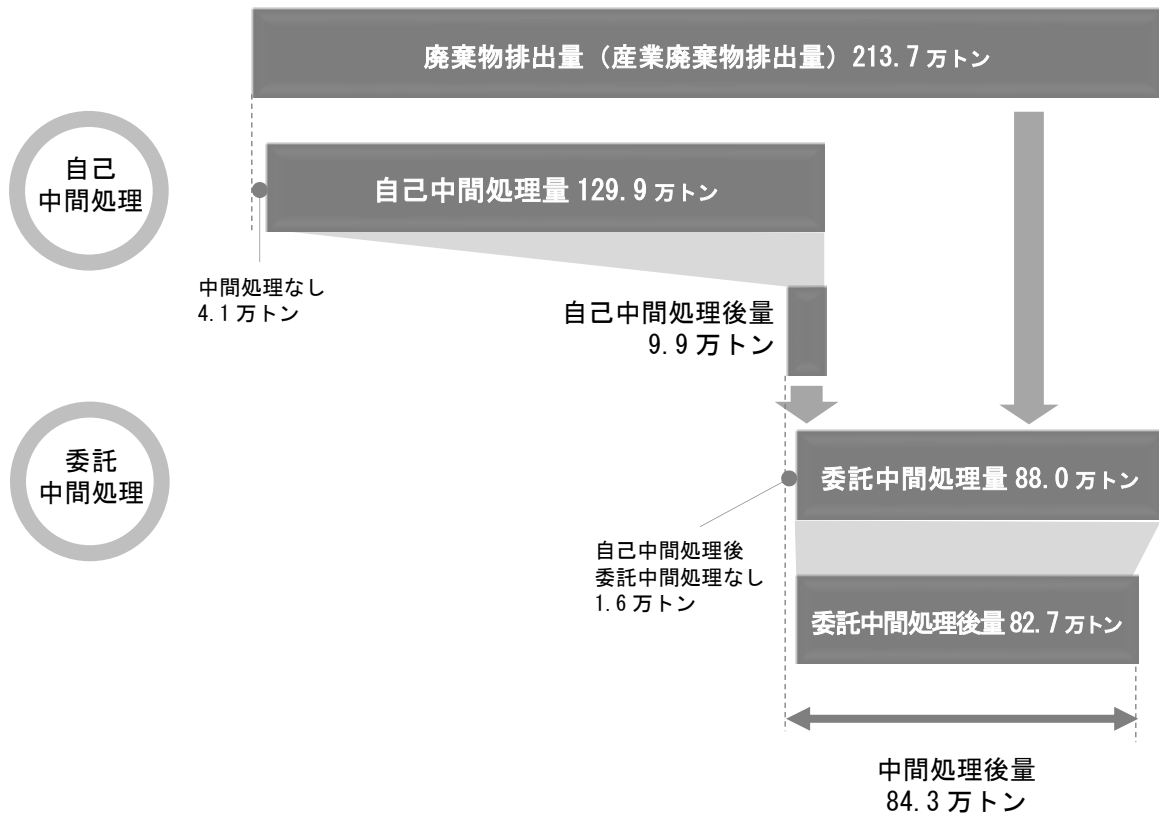 廃棄物排出量（産業廃棄物排出量）213.7 万トン
自己
中間処理
自己中間処理量 129.9 万トン
中間処理なし
4.1 万トン
自己中間処理後量
9.9 万トン
委託
中間処理
委託中間処理量 88.0 万トン
自己中間処理後
委託中間処理なし
1.6 万トン
委託中間処理後量 82.7 万トン
中間処理後量
84.3 万トン